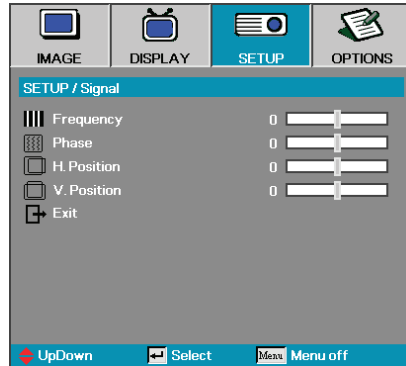 IMAGE DISPLAY SETUP OPTIONS
SETUP / Signal
Frequency 0
Phase 0
H. Position 0
V. Position 0
Exit
UpDown Select Menu Menu off